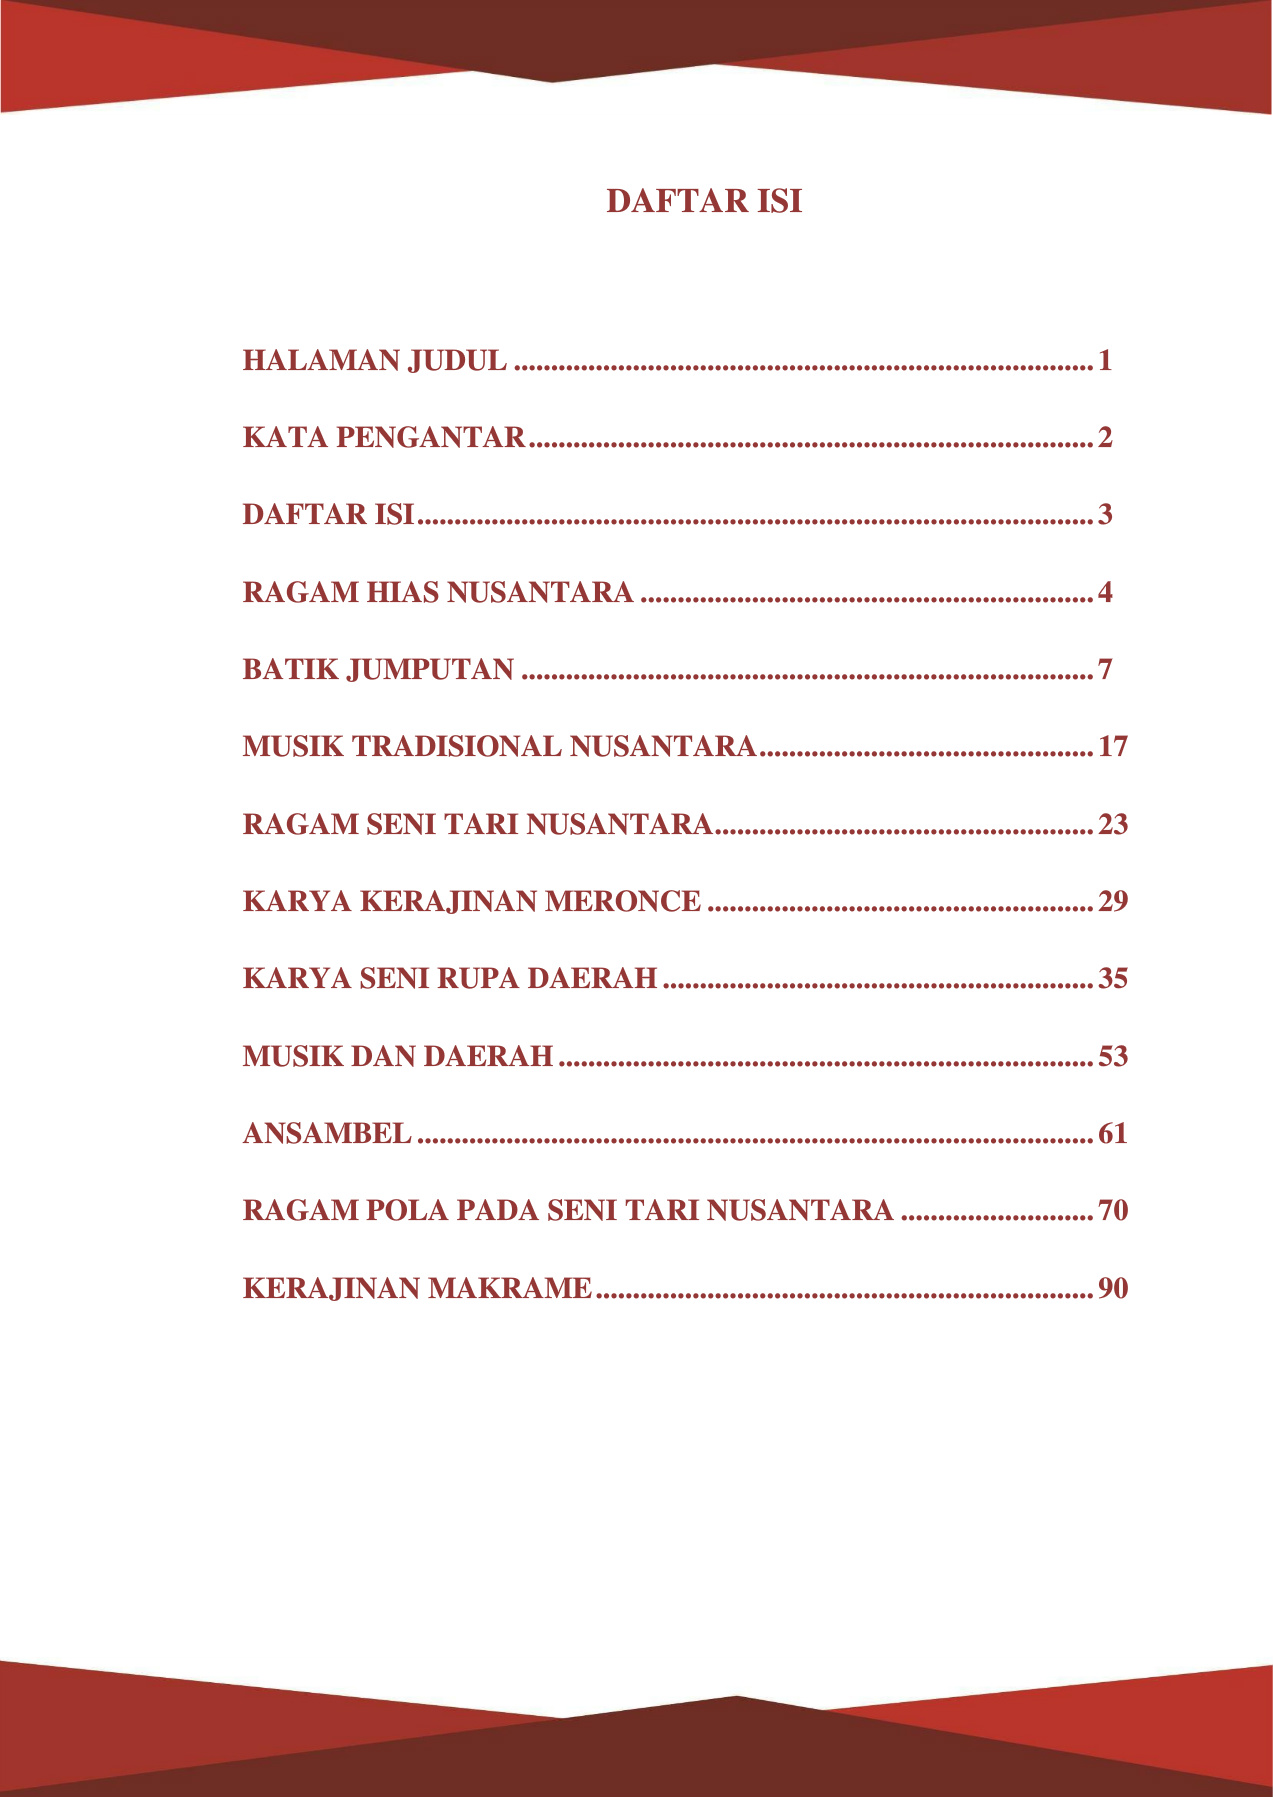 DAFTAR ISI
HALAMAN JUDUL .............................................................................. 1
KATA PENGANTAR............................................................................ 2
DAFTAR ISI........................................................................................... 3
RAGAM HIAS NUSANTARA ............................................................. 4
BATIK JUMPUTAN ............................................................................. 7
MUSIK TRADISIONAL NUSANTARA............................................. 17
RAGAM SENI TARI NUSANTARA................................................... 23
KARYA KERAJINAN MERONCE .................................................... 29
KARYA SENI RUPA DAERAH .......................................................... 35
MUSIK DAN DAERAH ........................................................................ 53
ANSAMBEL ........................................................................................... 61
RAGAM POLA PADA SENI TARI NUSANTARA .......................... 70
KERAJINAN MAKRAME................................................................... 90